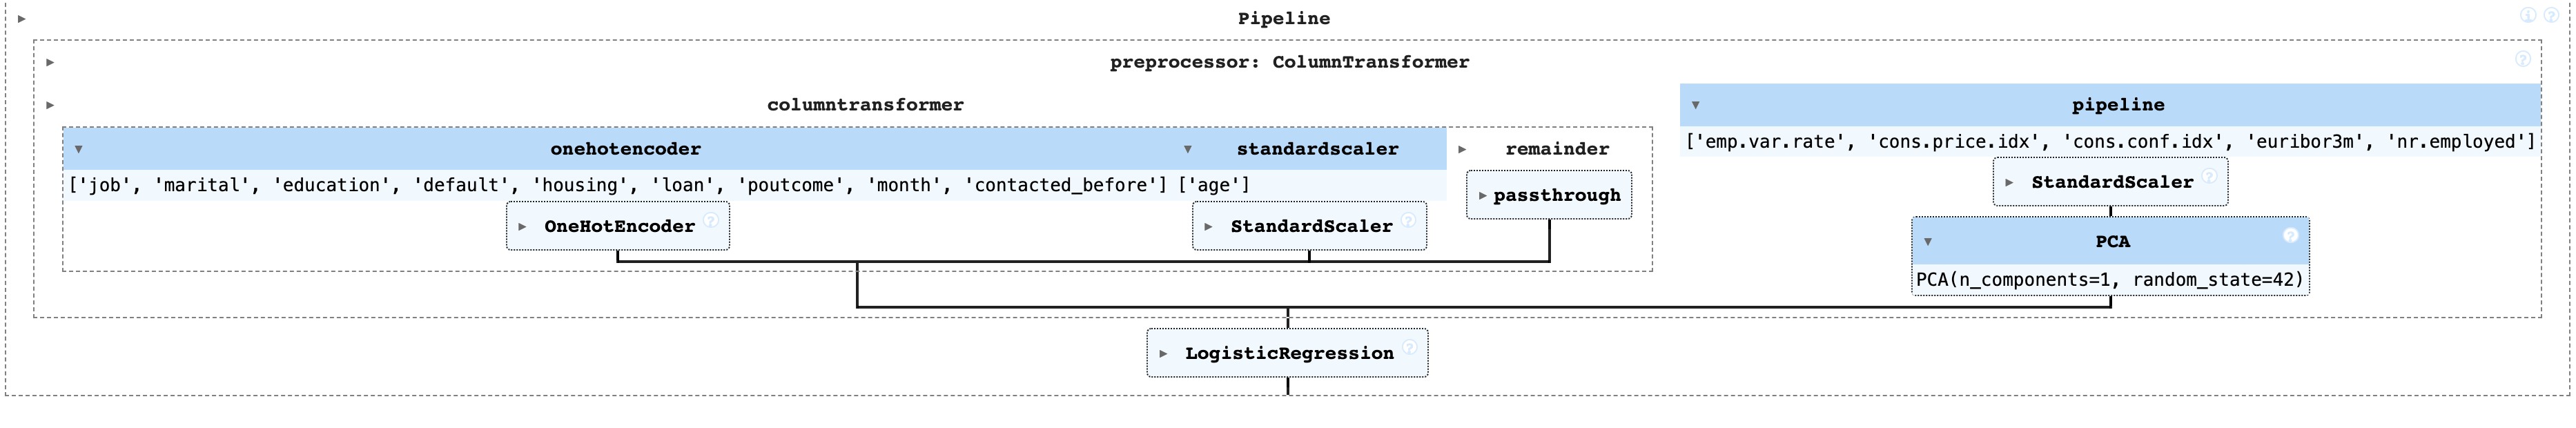 Pipeline
preprocessor: ColumnTransformer
columntransformer
pipeline
onehotencoder
standardscaler
remainder
['emp.var.rate', 'cons.price.idx', 'cons.conf.idx', 'euribor3m', 'nr.employed']
['job', 'marital', 'education', 'default', 'housing', 'loan', 'poutcome', 'month', 'contacted_before']
['age']
passthrough
StandardScaler
OneHotEncoder
StandardScaler
PCA
PCA(n_components=1, random_state=42)
LogisticRegression